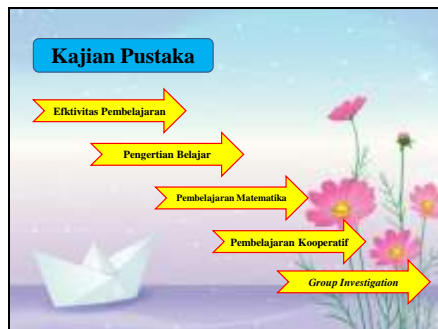 Kajian Pustaka
Efktivitas Pembelajaran
Pengertian Belajar
Pembelajaran Matematika
Pembelajaran Kooperatif
Group Investigation